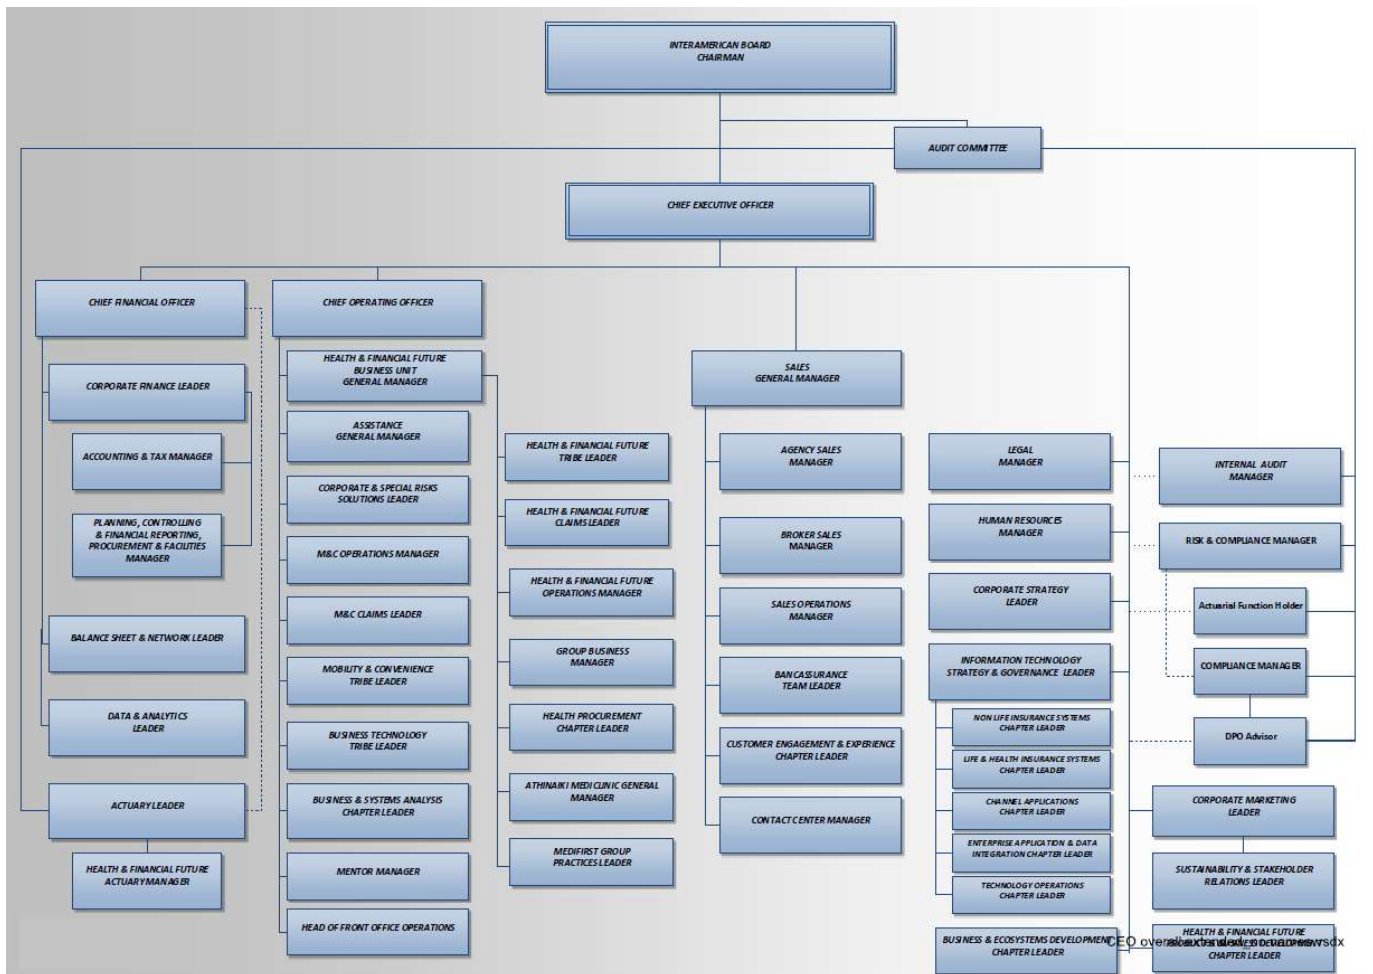 INTERAMERICAN BOARD
CHAIRMAN
AUDIT COMMITTEE
CHIEF EXECUTIVE OFFICER
CHIEF FINANCIAL OFFICER
CORPORATE FINANCE LEADER
ACCOUNTING & TAX MANAGER
PLANNING, CONTROLLING
& FINANCIAL REPORTING,
PROCUREMENT & FACILITIES
MANAGER
BALANCE SHEET & NETWORK LEADER
DATA & ANALYTICS
LEADER
ACTUARY LEADER
HEALTH & FINANCIAL FUTURE
ACTUARY MANAGER
CHIEF OPERATING OFFICER
HEALTH & FINANCIAL FUTURE
BUSINESS UNIT
GENERAL MANAGER
ASSISTANCE
GENERAL MANAGER
CORPORATE & SPECIAL RISKS
SOLUTIONS LEADER
M&C OPERATIONS MANAGER
M&C CLAIMS LEADER
MOBILITY & CONVENIENCE
TRIBE LEADER
BUSINESS TECHNOLOGY
TRIBE LEADER
BUSINESS & SYSTEMS ANALYSIS
CHAPTER LEADER
MENTOR MANAGER
HEAD OF FRONT OFFICE OPERATIONS
HEALTH & FINANCIAL FUTURE
TRIBE LEADER
HEALTH & FINANCIAL FUTURE
CLAIMS LEADER
HEALTH & FINANCIAL FUTURE
OPERATIONS MANAGER
GROUP BUSINESS
MANAGER
HEALTH PROCUREMENT
CHAPTER LEADER
ATHINAIKI MEDICLINIC GENERAL
MANAGER
MEDIFIRST GROUP
PRACTICES LEADER
SALES
GENERAL MANAGER
AGENCY SALES
MANAGER
BROKER SALES
MANAGER
SALES OPERATIONS
MANAGER
BANCASSURANCE
TEAM LEADER
CUSTOMER ENGAGEMENT & EXPERIENCE
CHAPTER LEADER
CONTACT CENTER MANAGER
LEGAL
MANAGER
HUMAN RESOURCES
MANAGER
CORPORATE STRATEGY
LEADER
INFORMATION TECHNOLOGY
STRATEGY & GOVERNANCE LEADER
NON LIFE INSURANCE SYSTEMS
CHAPTER LEADER
LIFE & HEALTH INSURANCE SYSTEMS
CHAPTER LEADER
CHANNEL APPLICATIONS
CHAPTER LEADER
ENTERPRISE APPLICATION & DATA
INTEGRATION CHAPTER LEADER
TECHNOLOGY OPERATIONS
CHAPTER LEADER
BUSINESS & ECOSYSTEMS DEVELOPMENT
CHAPTER LEADER
INTERNAL AUDIT
MANAGER
RISK & COMPLIANCE MANAGER
Actuarial Function Holder
COMPLIANCE MANAGER
DPO Advisor
CORPORATE MARKETING
LEADER
SUSTAINABILITY & STAKEHOLDER
RELATIONS LEADER
HEALTH & FINANCIAL FUTURE
CHAPTER LEADER